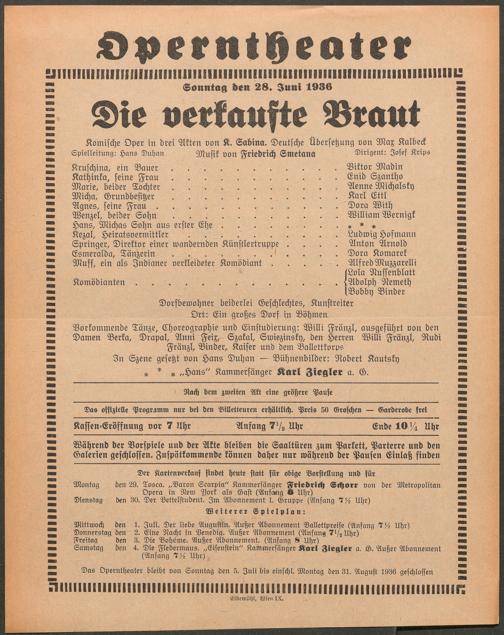 Operntheater
Sonntag den 28. Juni 1936
Die verkaufte Braut
Komische Oper in drei Akten von K. Sabina. Deutsche Übersetzung von Max Kalbeck
Spielleitung: Hans Duhan Musik von Friedrich Smetana Dirigent: Josef Krips
Kruschina, ein Bauer . . . . . . . . Viktor Madin
Kathinka, seine Frau . . . . . . . . Enid Szantho
Marie, beider Tochter . . . . . . . . Aenne Michalsky
Micha, Grundbesitzer . . . . . . . . Karl Ettl
Agnes, seine Frau . . . . . . . . Dora With
Wenzel, beider Sohn . . . . . . . . William Wernigk
Hans, Michas Sohn aus erster Ehe . . . . . . . . * * *
Kezal, Heiratsvermittler . . . . . . . . Ludwig Hofmann
Springer, Direktor einer wandernden Künstlertruppe . . . . . Anton Arnold
Esmeralda, Tänzerin . . . . . . . . Dora Komarek
Muff, ein als Indianer verkleideter Komödiant . . . . . Alfred Muzzarelli
Komödianten . . . . . . . . { Lola Nussenblatt
Adolph Nemeth
Bobby Binder
Dorfbewohner beiderlei Geschlechtes, Kunstreiter
Ort: Ein großes Dorf in Böhmen
Vorkommende Tänze, Choreographie und Einstudierung: Willi Fränzl, ausgeführt von den
Damen Berka, Drapal, Anni Feix, Szakal, Swiezinsky, den Herren Willi Fränzl, Rudi
Fränzl, Binder, Kaiser und dem Ballettkorps
In Szene gesetzt von Hans Duhan — Bühnenbilder: Robert Kautsky
* * * „Hans“ Kammersänger Karl Ziegler a. G.
Nach dem zweiten Akt eine größere Pause
Das offizielle Programm nur bei den Billetteuren erhältlich. Preis 50 Groschen — Garderobe frei
Kassen-Eröffnung vor 7 Uhr Anfang 7½ Uhr Ende 10¼ Uhr
Während der Vorspiele und der Akte bleiben die Saaltüren zum Parkett, Parterre und den
Galerien geschlossen. Zuspätkommende können daher nur während der Pausen Einlaß finden
Der Kartenverkauf findet heute statt für obige Vorstellung und für
Montag den 29. Tosca. „Baron Scarpia“ Kammersänger Friedrich Schorr von der Metropolitan
Opera in New York als Gast (Anfang 8 Uhr)
Dienstag den 30. Der Bettelstudent. Im Abonnement 1. Gruppe (Anfang 7½ Uhr)
Weiterer Spielplan:
Mittwoch den 1. Juli. Der liebe Augustin. Außer Abonnement Ballettpreise (Anfang 7½ Uhr)
Donnerstag den 2. Eine Nacht in Venedig. Außer Abonnement (Anfang 7½ Uhr)
Freitag den 3. Die Bohème. Außer Abonnement. (Anfang 8 Uhr)
Samstag den 4. Die Fledermaus. „Eisenstein“ Kammersänger Karl Ziegler a. G. Außer Abonnement
(Anfang 7½ Uhr)
Das Operntheater bleibt von Sonntag den 5. Juli bis einschl. Montag den 31. August 1936 geschlossen
Elbemühl, Wien IX.